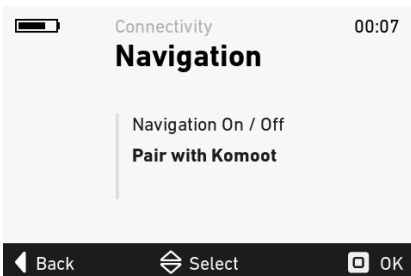 Connectivity 00:07
Navigation
Navigation On / Off
Pair with Komoot
Back Select OK